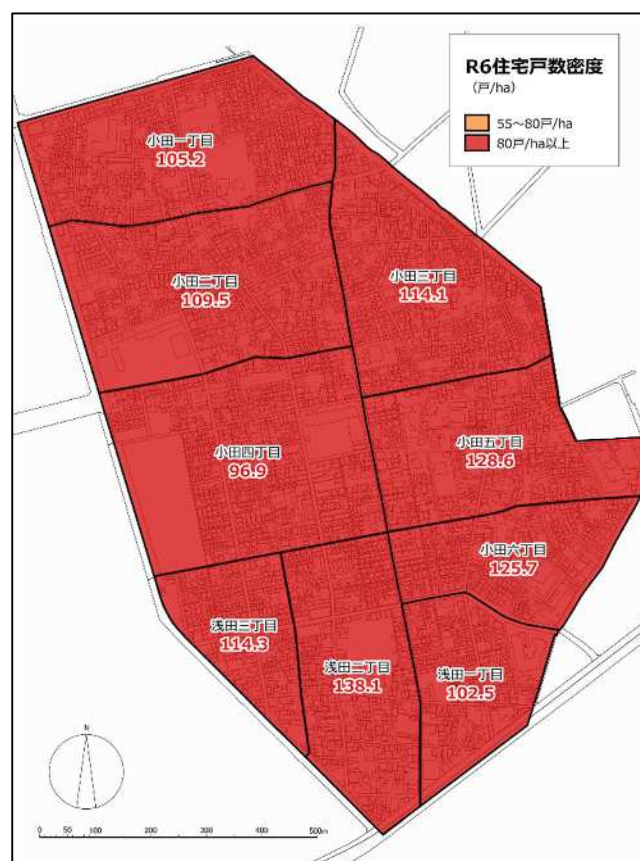 R6住宅戸数密度
(戸/ha)
55～80戸/ha
80戸/ha以上
小田一丁目
105.2
小田二丁目
109.5
小田三丁目
114.1
小田四丁目
96.9
小田五丁目
128.6
小田六丁目
125.7
浅田三丁目
114.3
浅田二丁目
138.1
浅田一丁目
102.5
N
0 50 100 200 300 400 500m